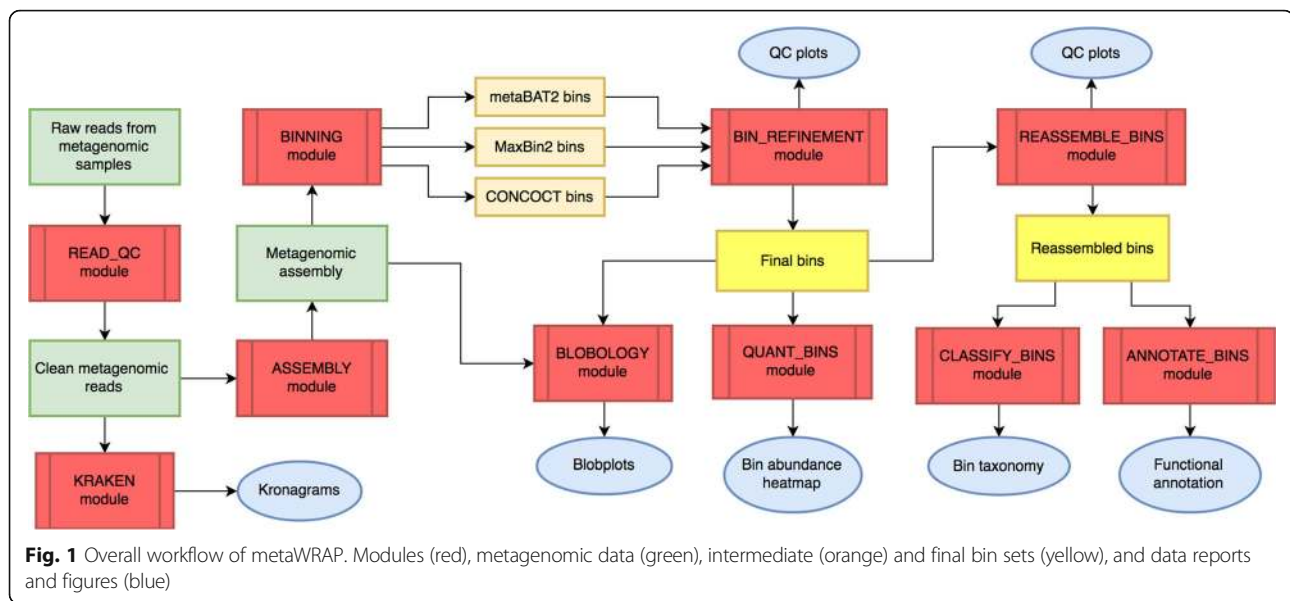 QC plots
QC plots
Raw reads from
metagenomic
samples
BINNING
module
metaBAT2 bins
MaxBin2 bins
CONCOCT bins
BIN_REFINEMENT
module
REASSEMBLE_BINS
module
READ_QC
module
Metagenomic
assembly
Final bins
Reassembled bins
Clean metagenomic
reads
ASSEMBLY
module
BLOBOLOGY
module
QUANT_BINS
module
CLASSIFY_BINS
module
ANNOTATE_BINS
module
KRAKEN
module
Kronagrams
Blobplots
Bin abundance
heatmap
Bin taxonomy
Functional
annotation
Fig. 1 Overall workflow of metaWRAP. Modules (red), metagenomic data (green), intermediate (orange) and final bin sets (yellow), and data reports
and figures (blue)